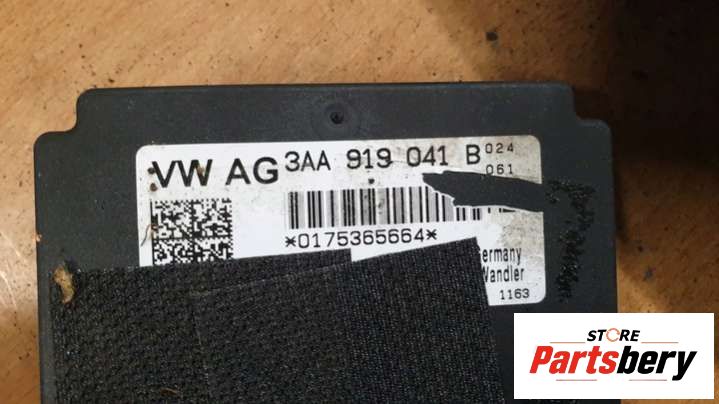 VW AG 3AA 919 041 B 024
061
*0175365664*
Germany
Wandler
1163
STORE
Partsbery